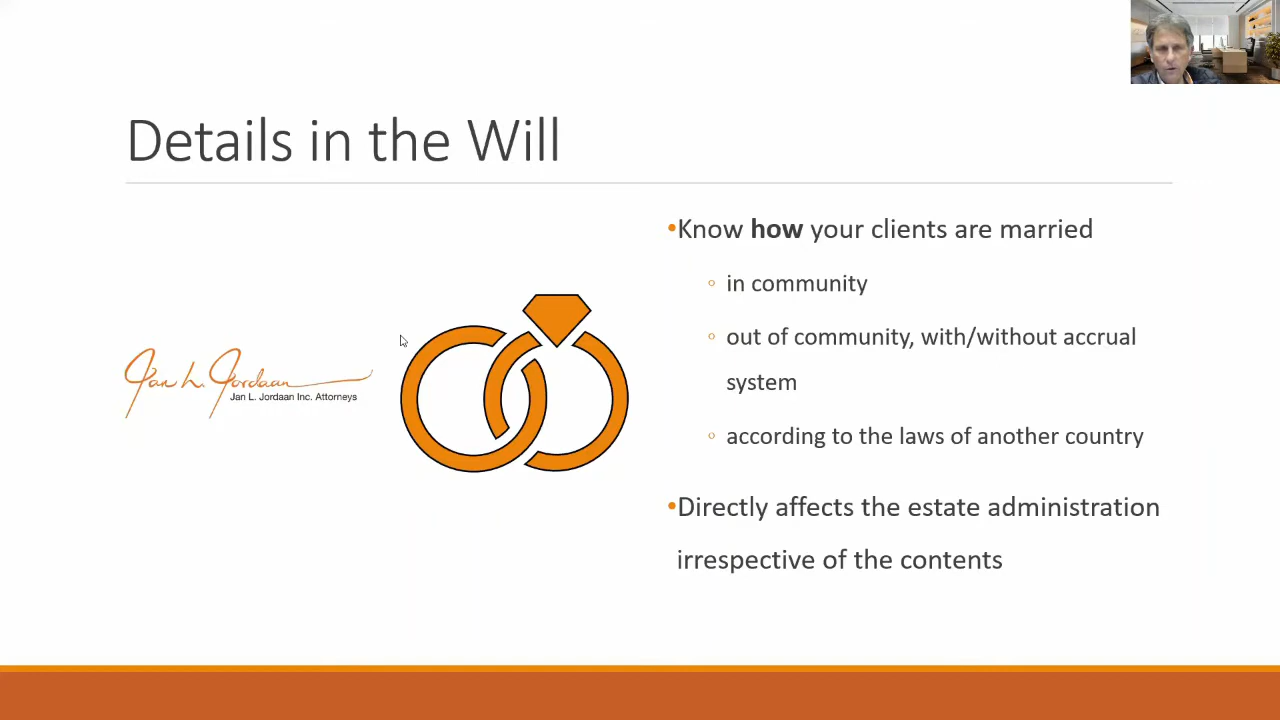 Details in the Will
•Know how your clients are married
◦ in community
◦ out of community, with/without accrual
system
◦ according to the laws of another country
•Directly affects the estate administration
irrespective of the contents
Jan L. Jordaan
Jan L. Jordaan Inc. Attorneys